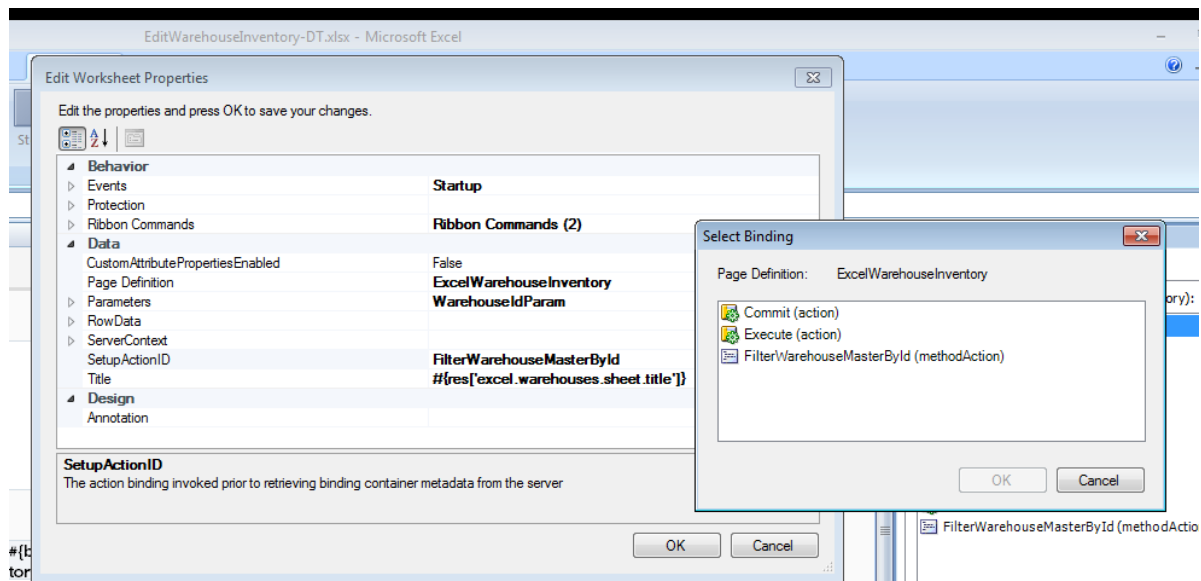 EditWarehouseInventory-DT.xlsx - Microsoft Excel
Edit Worksheet Properties
Edit the properties and press OK to save your changes.
St
Behavior
Events Startup
Protection
Ribbon Commands Ribbon Commands (2)
Data
CustomAttributePropertiesEnabled False
Page Definition ExcelWarehouseInventory
Parameters WarehouseIdParam
RowData
ServerContext
SetupActionID FilterWarehouseMasterById
Title #{res['excel.warehouses.sheet.title']}
Design
Annotation
SetupActionID
The action binding invoked prior to retrieving binding container metadata from the server
OK Cancel
Select Binding
Page Definition: ExcelWarehouseInventory
Commit (action)
Execute (action)
FilterWarehouseMasterById (methodAction)
OK Cancel
ory):
FilterWarehouseMasterById (methodActio
#{b
tor